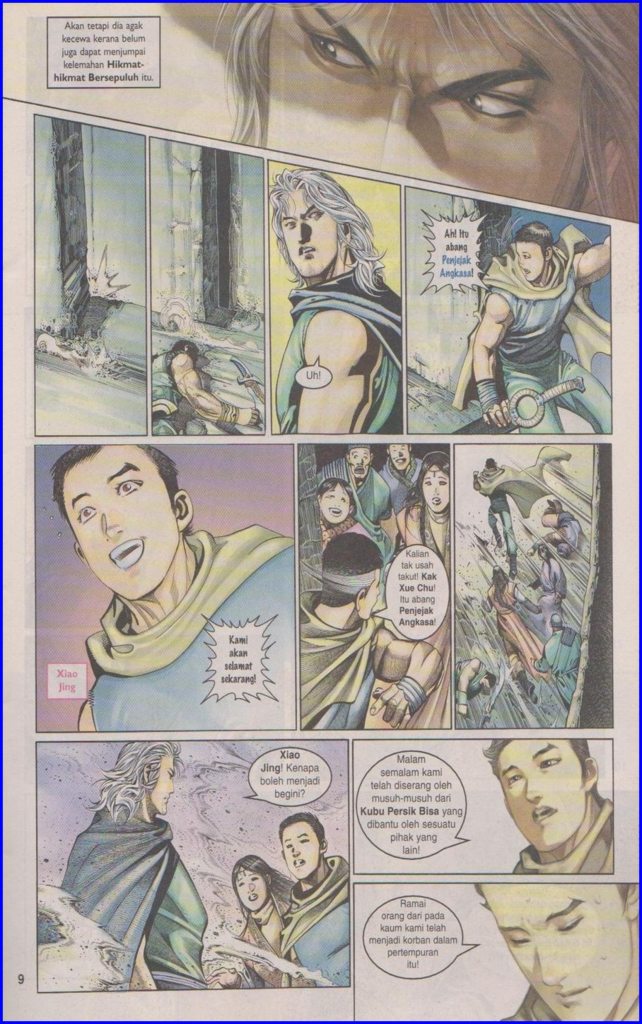 Akan tetapi dia agak
kecewa kerana belum
juga dapat menjumpai
kelemahan Hikmat-
hikmat Bersepuluh itu.
Uh!
Ah! Itu
abang
Penjejak
Angkasa!
Xiao
Jing
Kami
akan
selamat
sekarang!
Kalian
tak usah
takut! Kak
Xue Chu!
Itu abang
Penjejak
Angkasa!
Xiao
Jing! Kenapa
boleh menjadi
begini?
Malam
semalam kami
telah diserang oleh
musuh-musuh dari
Kubu Persik Bisa yang
dibantu oleh sesuatu
pihak yang
lain!
Ramai
orang dari pada
kaum kami telah
menjadi korban dalam
pertempuran
itu!
9